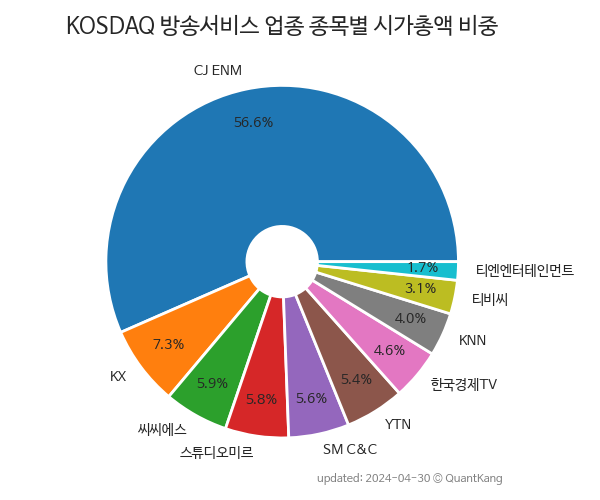 KOSDAQ 방송서비스 업종 종목별 시가총액 비중
CJ ENM
56.6%
KX
7.3%
씨씨에스
5.9%
스튜디오미르
5.8%
SM C&C
5.6%
YTN
5.4%
한국경제TV
4.6%
KNN
4.0%
티비씨
3.1%
티엔엔터테인먼트
1.7%
updated: 2024-04-30 © QuantKang